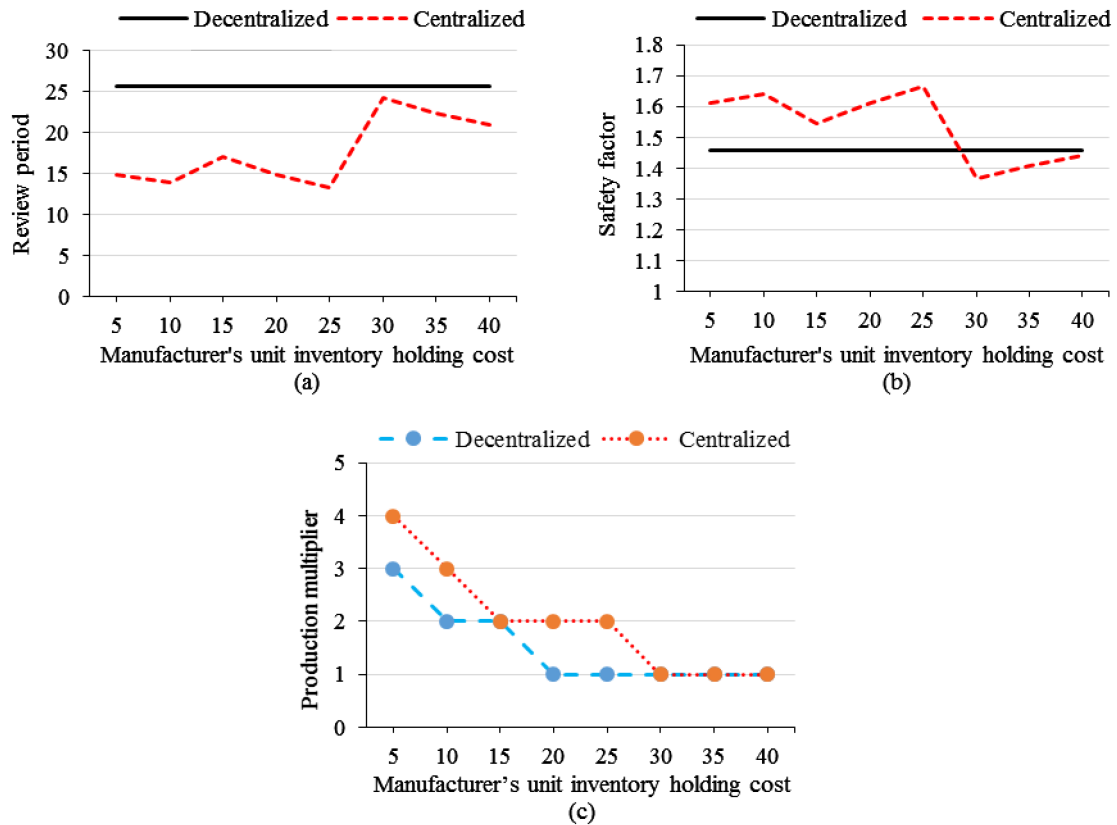 Decentralized Centralized
30
25
20
15
10
5
0
Review period
5 10 15 20 25 30 35 40
Manufacturer's unit inventory holding cost
(a)
Decentralized Centralized
1.8
1.7
1.6
1.5
1.4
1.3
1.2
1.1
1
Safety factor
5 10 15 20 25 30 35 40
Manufacturer's unit inventory holding cost
(b)
Decentralized Centralized
5
4
3
2
1
0
Production multiplier
5 10 15 20 25 30 35 40
Manufacturer’s unit inventory holding cost
(c)